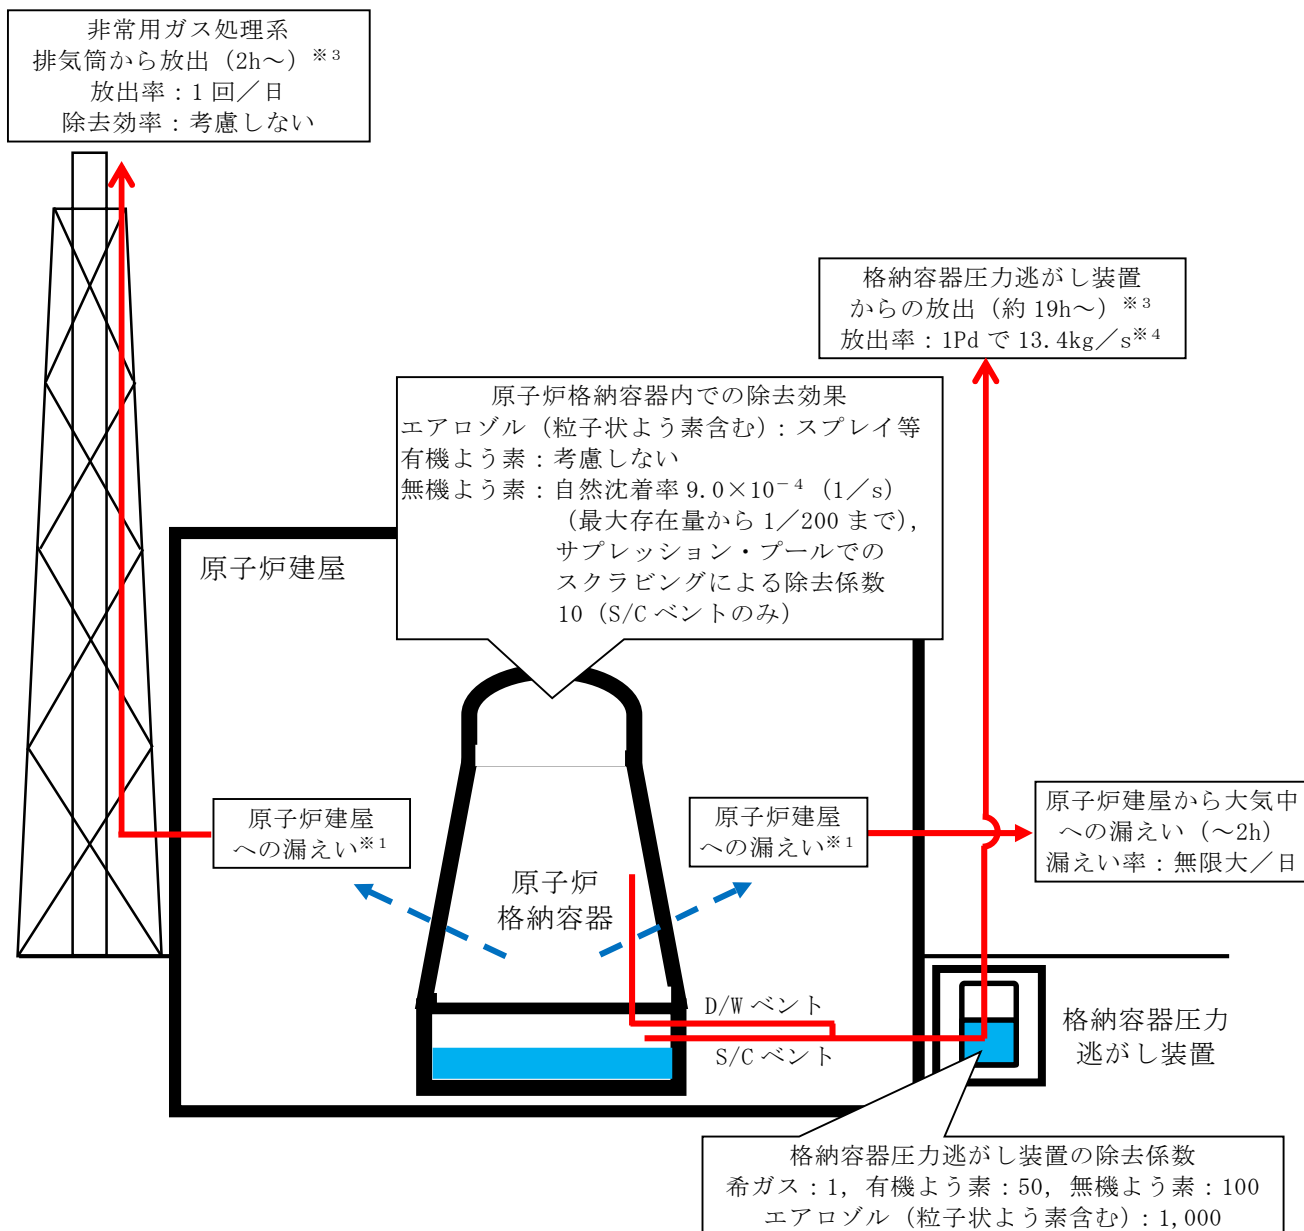 非常用ガス処理系
排気筒から放出（2h～）※3
放出率：1回／日
除去効率：考慮しない
格納容器圧力逃がし装置
からの放出（約19h～）※3
放出率：1Pdで13.4kg／s※4
原子炉格納容器内での除去効果
エアロゾル（粒子状よう素含む）：スプレイ等
有機よう素：考慮しない
無機よう素：自然沈着率9.0×10－4（1／s）
（最大存在量から1／200まで），
サプレッション・プールでの
スクラビングによる除去係数
10（S/Cベントのみ）
原子炉建屋
原子炉建屋
への漏えい※1
原子炉建屋
への漏えい※1
原子炉建屋から大気中
への漏えい（～2h）
漏えい率：無限大／日
原子炉
格納容器
D/Wベント
S/Cベント
格納容器圧力
逃がし装置
格納容器圧力逃がし装置の除去係数
希ガス：1，有機よう素：50，無機よう素：100
エアロゾル（粒子状よう素含む）：1,000